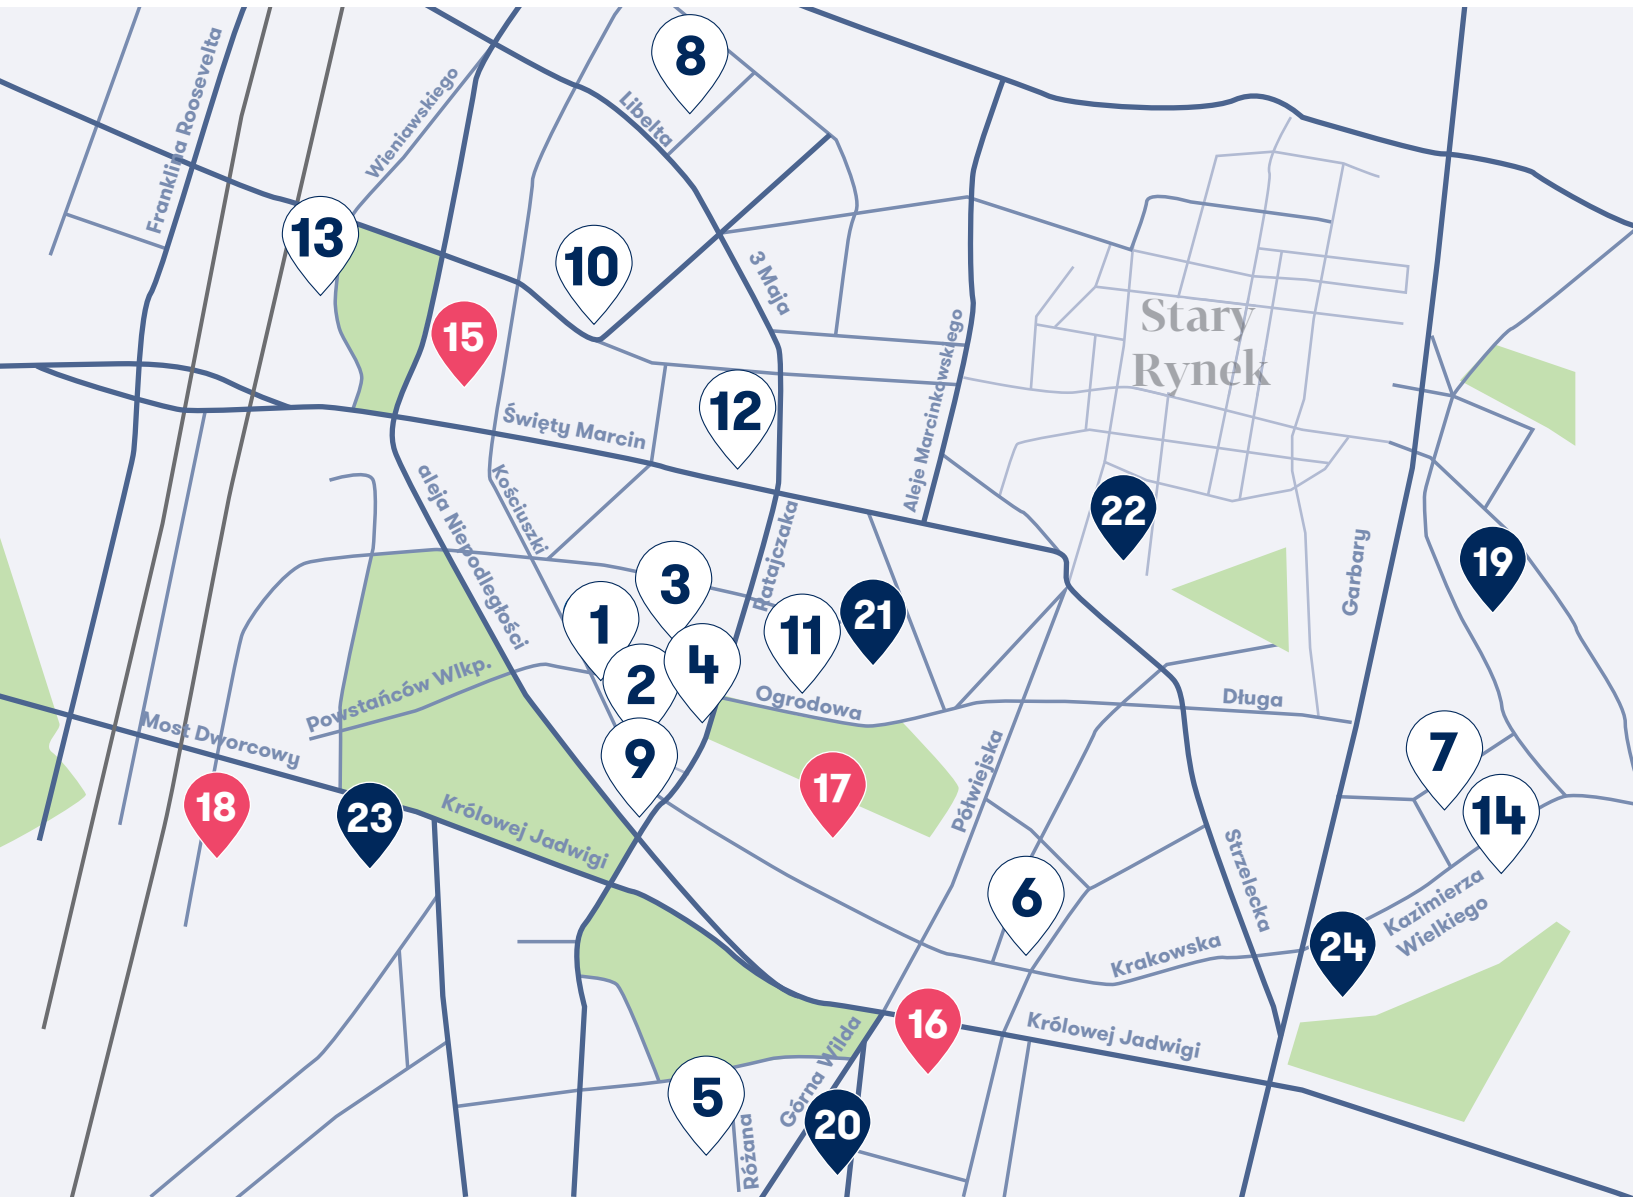 8
Franklina Roosevelta
Wieniawskiego
Libelta
13
10
3 Maja
15
Stary
Rynek
Aleje Marcinkowskiego
12
Święty Marcin
Kościuszki
aleja Niepodległości
22
Ratajczaka
Garbary
19
3
1
11
21
4
2
Powstańców Wlkp.
Ogrodowa
Długa
Most Dworcowy
9
7
17
Półwiejska
18
23
14
Królowej Jadwigi
Strzelecka
6
Kazimierza
Wielkiego
24
Krakowska
16
Królowej Jadwigi
Górna Wilda
5
20
Różana